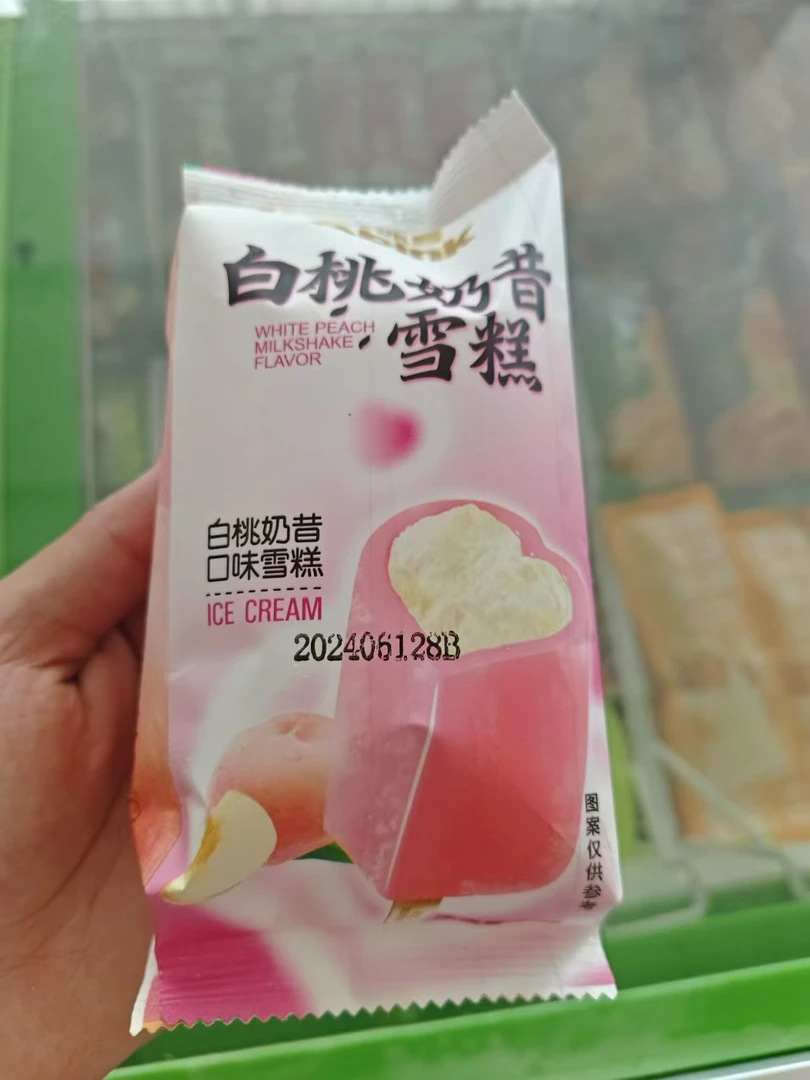 白桃奶昔
雪糕
WHITE PEACH
MILKSHAKE
FLAVOR
白桃奶昔
口味雪糕
ICE CREAM
202406128B
图案仅供参考